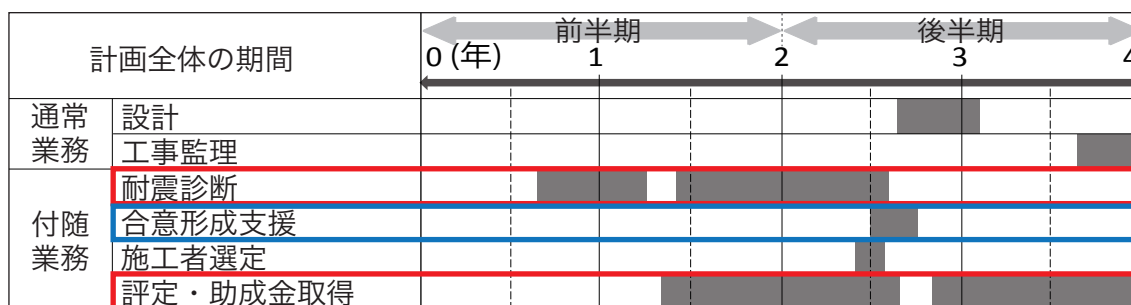 前半期 後半期
計画全体の期間 0 (年) 1 2 3 4
通常業務
設計
工事監理
付随業務
耐震診断
合意形成支援
施工者選定
評定・助成金取得